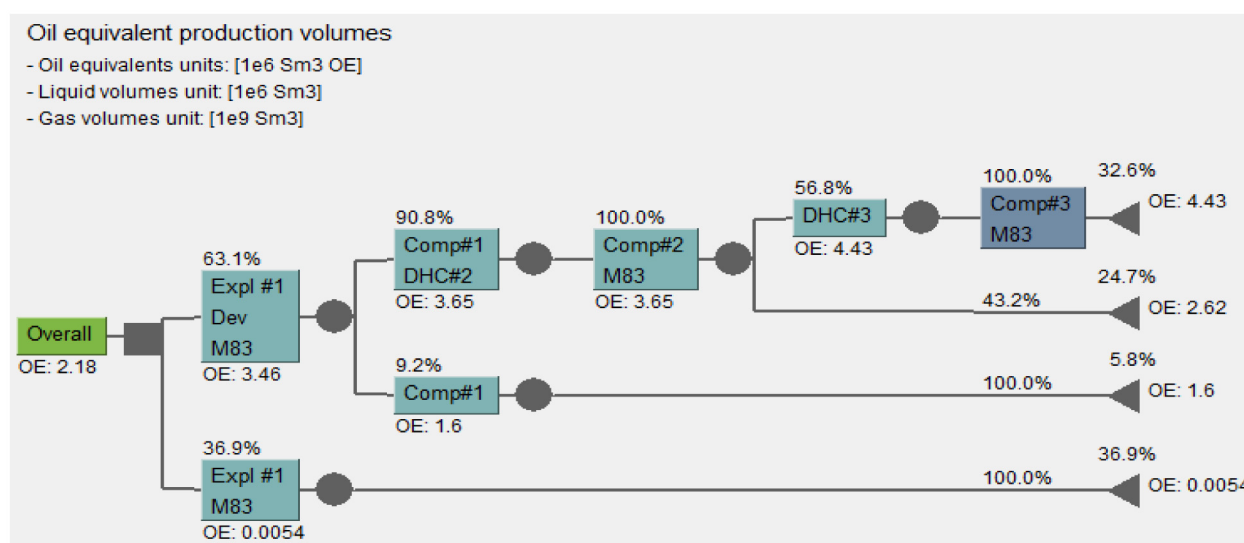 Oil equivalent production volumes
- Oil equivalents units: [1e6 Sm3 OE]
- Liquid volumes unit: [1e6 Sm3]
- Gas volumes unit: [1e9 Sm3]
Overall
OE: 2.18
63.1%
Expl #1
Dev
M83
OE: 3.46
90.8%
Comp#1
DHC#2
OE: 3.65
100.0%
Comp#2
M83
OE: 3.65
56.8%
DHC#3
OE: 4.43
100.0%
Comp#3
M83
32.6%
OE: 4.43
43.2%
24.7%
OE: 2.62
9.2%
Comp#1
OE: 1.6
100.0%
5.8%
OE: 1.6
36.9%
Expl #1
M83
OE: 0.0054
100.0%
36.9%
OE: 0.0054